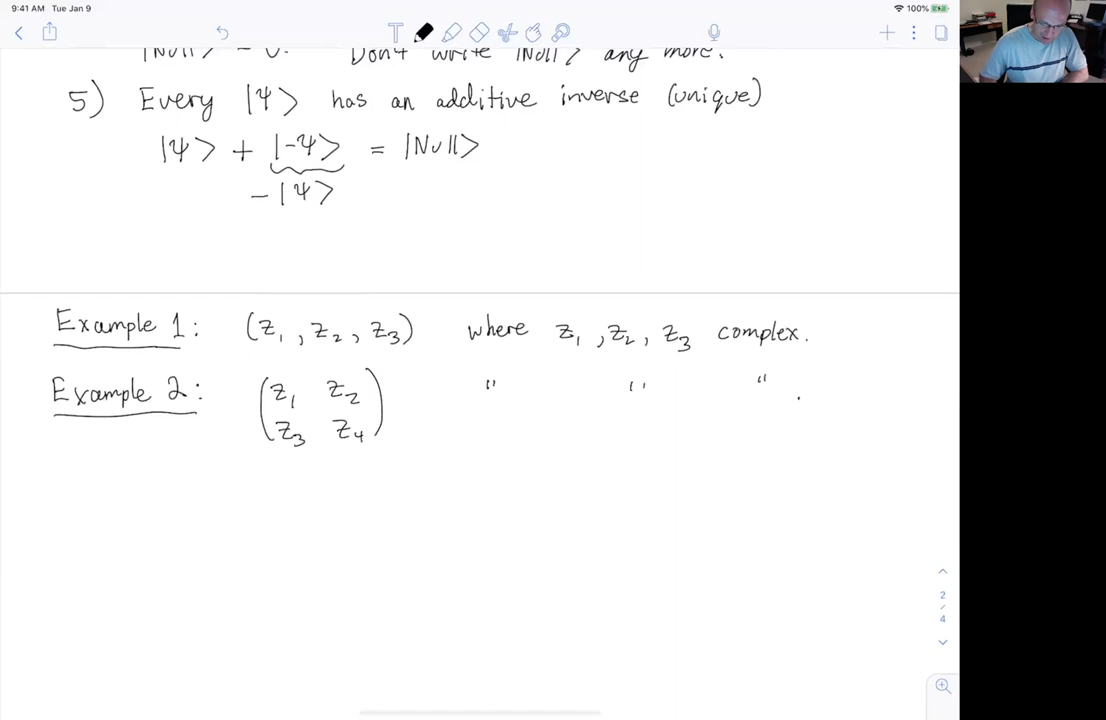 9:41 AM Tue Jan 9
100%
|Null> - 0. Don't write |Null> any more.
5) Every |Ψ> has an additive inverse (unique)
|Ψ> + |-Ψ> = |Null>
-|Ψ>
Example 1: (z₁, z₂, z₃) where z₁, z₂, z₃ complex.
Example 2: (z₁ z₂ " " " .
z₃ z₄)
T
2
/
4